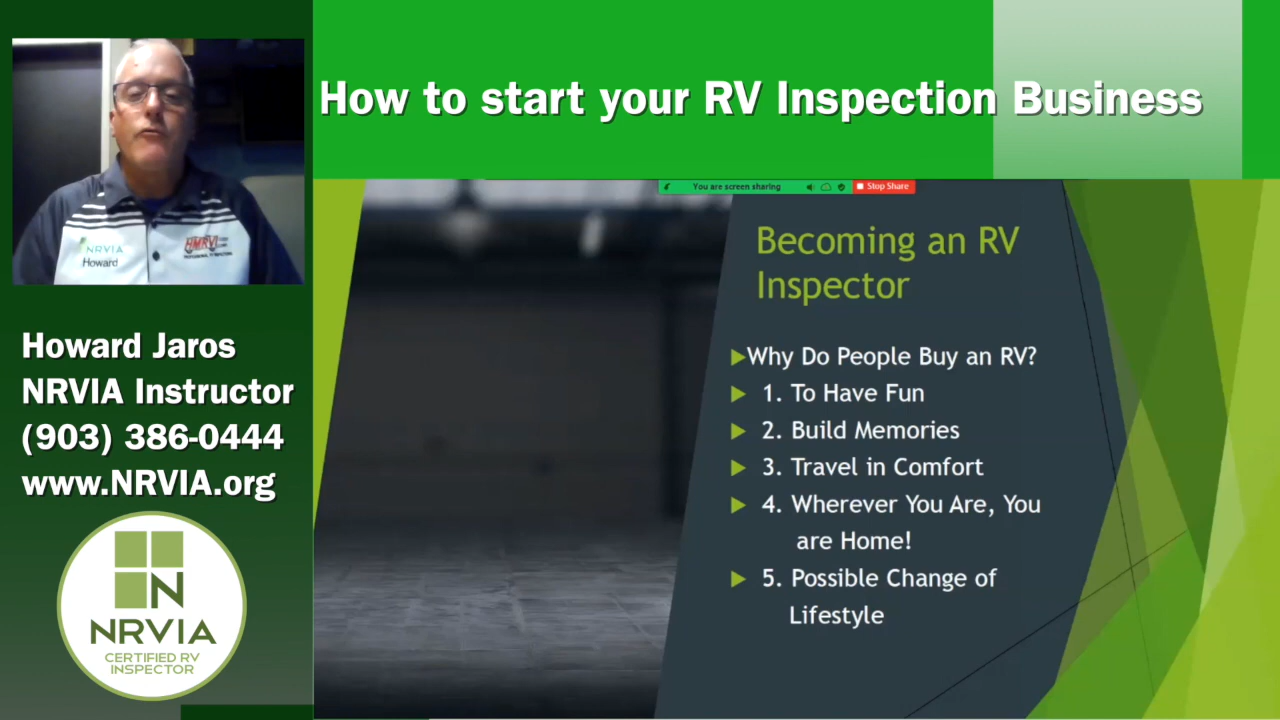 How to start your RV Inspection Business
NRVIA
Howard
HMRVI
Howard Jaros
NRVIA Instructor
(903) 386-0444
www.NRVIA.org
N
NRVIA
CERTIFIED RV
INSPECTOR
You are screen sharing
Stop Share
Becoming an RV
Inspector
Why Do People Buy an RV?
1. To Have Fun
2. Build Memories
3. Travel in Comfort
4. Wherever You Are, You
are Home!
5. Possible Change of
Lifestyle